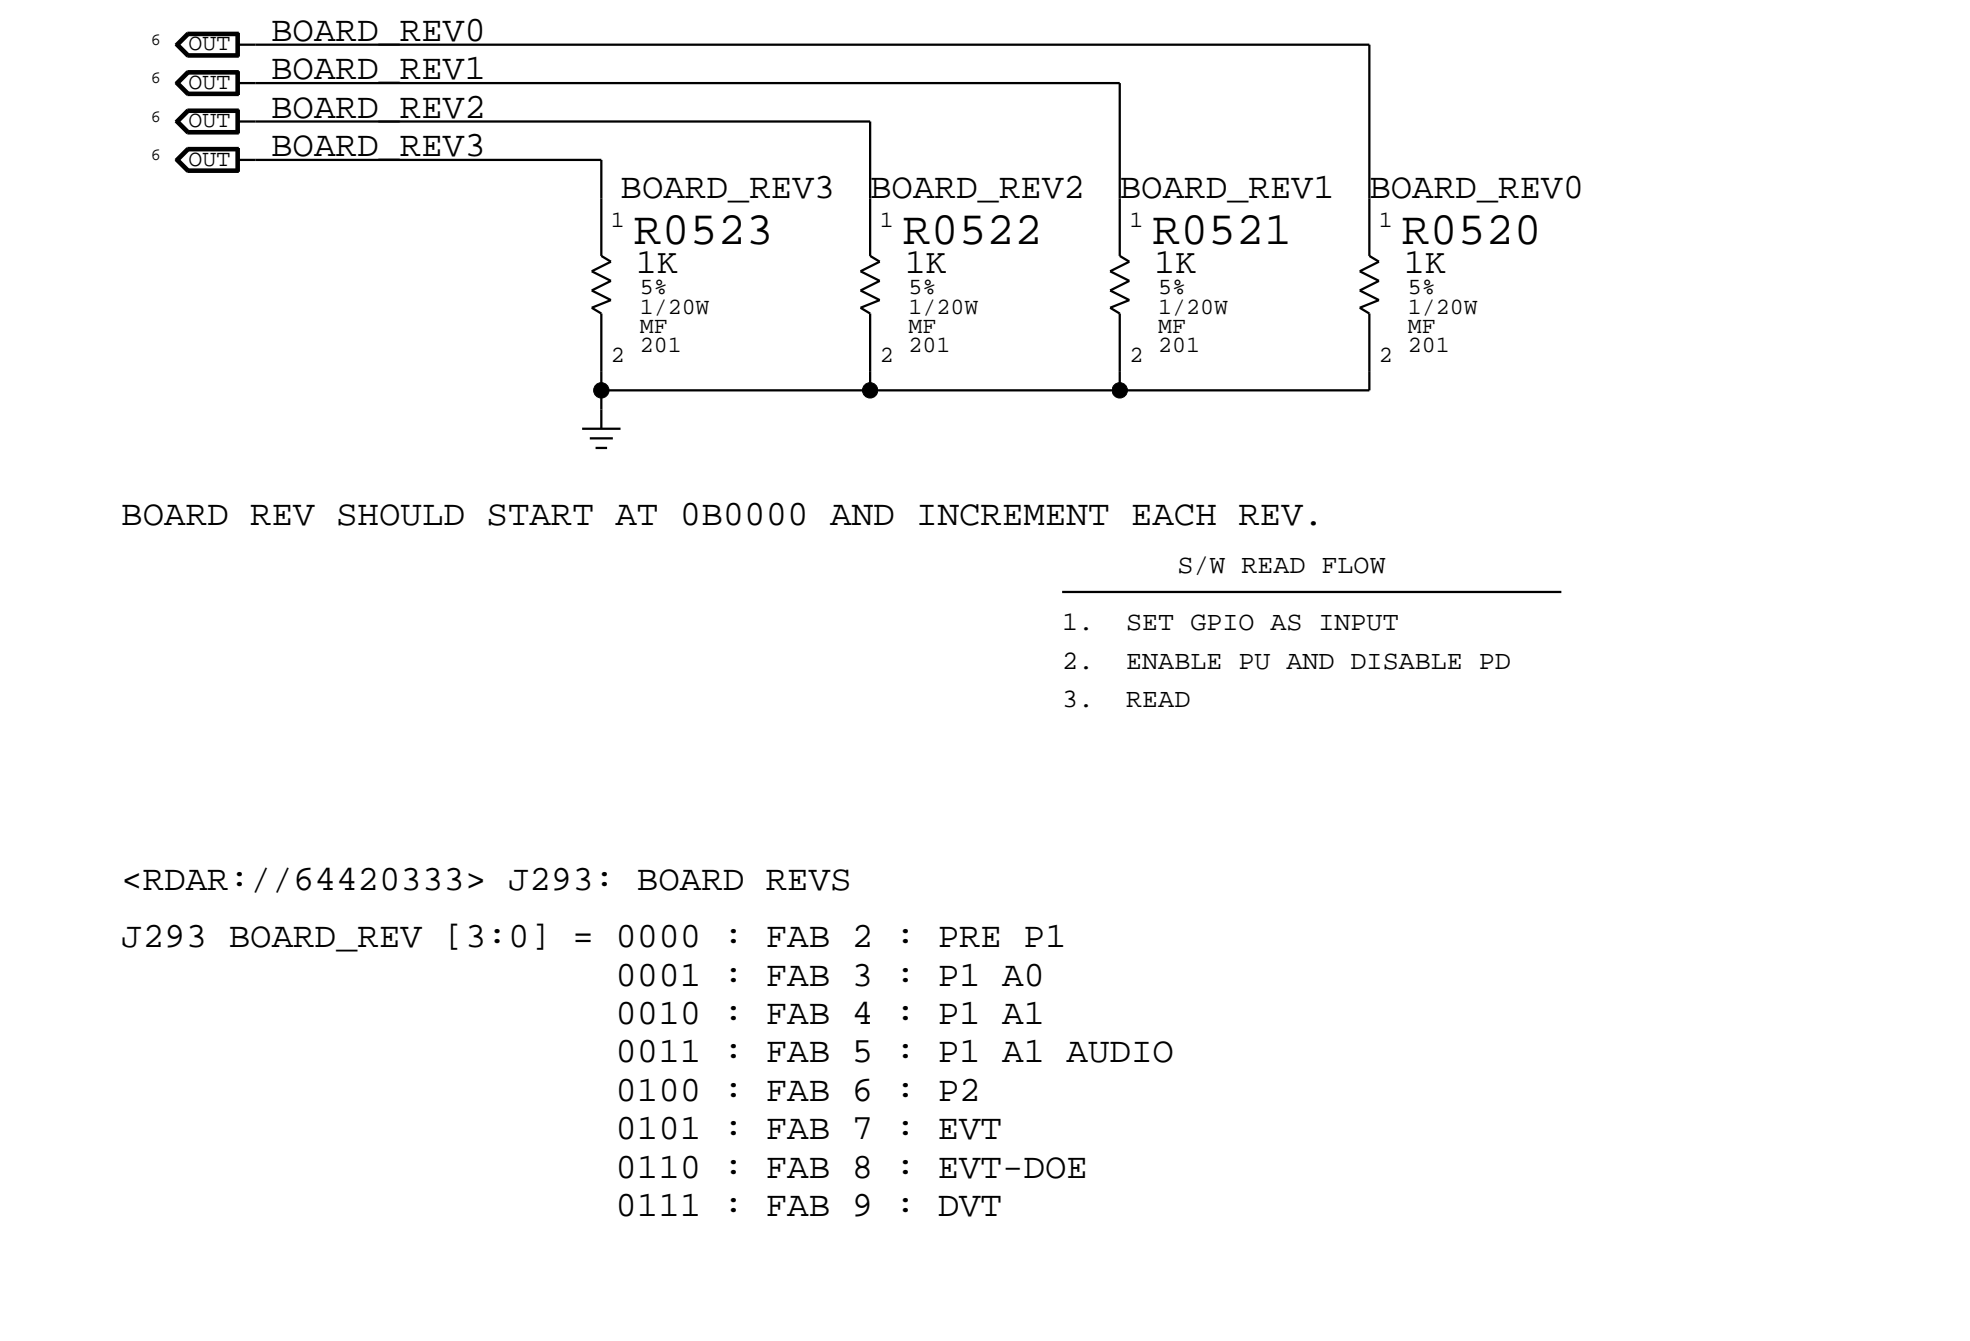 6 OUT BOARD_REV0
6 OUT BOARD_REV1
6 OUT BOARD_REV2
6 OUT BOARD_REV3
BOARD_REV3 BOARD_REV2 BOARD_REV1 BOARD_REV0
1 R0523 1 R0522 1 R0521 1 R0520
1K 1K 1K 1K
5% 5% 5% 5%
1/20W 1/20W 1/20W 1/20W
MF MF MF MF
2 201 2 201 2 201 2 201
BOARD REV SHOULD START AT 0B0000 AND INCREMENT EACH REV.
S/W READ FLOW
1. SET GPIO AS INPUT
2. ENABLE PU AND DISABLE PD
3. READ
<RDAR://64420333> J293: BOARD REVS
J293 BOARD_REV [3:0] = 0000 : FAB 2 : PRE P1
0001 : FAB 3 : P1 A0
0010 : FAB 4 : P1 A1
0011 : FAB 5 : P1 A1 AUDIO
0100 : FAB 6 : P2
0101 : FAB 7 : EVT
0110 : FAB 8 : EVT-DOE
0111 : FAB 9 : DVT